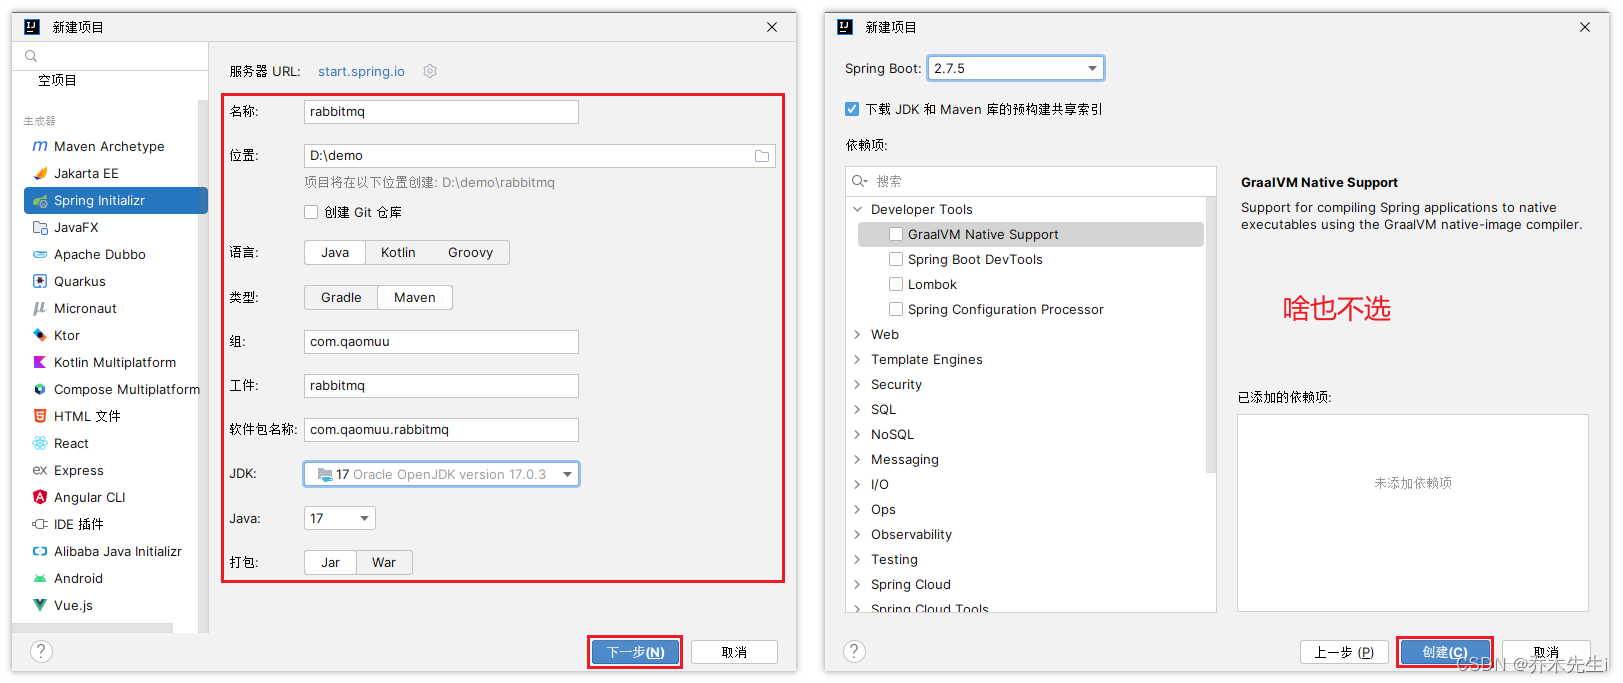 新建项目
空项目
生成器
Maven Archetype
Jakarta EE
Spring Initializr
JavaFX
Apache Dubbo
Quarkus
Micronaut
Ktor
Kotlin Multiplatform
Compose Multiplatform
HTML 文件
React
Express
Angular CLI
IDE 插件
Alibaba Java Initializr
Android
Vue.js
服务器 URL: start.spring.io
名称: rabbitmq
位置: D:\demo
项目将在以下位置创建: D:\demo\rabbitmq
创建 Git 仓库
语言: Java Kotlin Groovy
类型: Gradle Maven
组: com.qaomuu
工件: rabbitmq
软件包名称: com.qaomuu.rabbitmq
JDK: 17 Oracle OpenJDK version 17.0.3
Java: 17
打包: Jar War
? 下一步(N) 取消
新建项目
Spring Boot: 2.7.5
下载 JDK 和 Maven 库的预构建共享索引
依赖项:
搜索
Developer Tools
GraalVM Native Support
Spring Boot DevTools
Lombok
Spring Configuration Processor
Web
Template Engines
Security
SQL
NoSQL
Messaging
I/O
Ops
Observability
Testing
Spring Cloud
Spring Cloud Tools
GraalVM Native Support
Support for compiling Spring applications to native
executables using the GraalVM native-image compiler.
啥也不选
已添加的依赖项:
未添加依赖项
? 上一步 (P) 创建(C) 取消
CSDN @乔木先生i